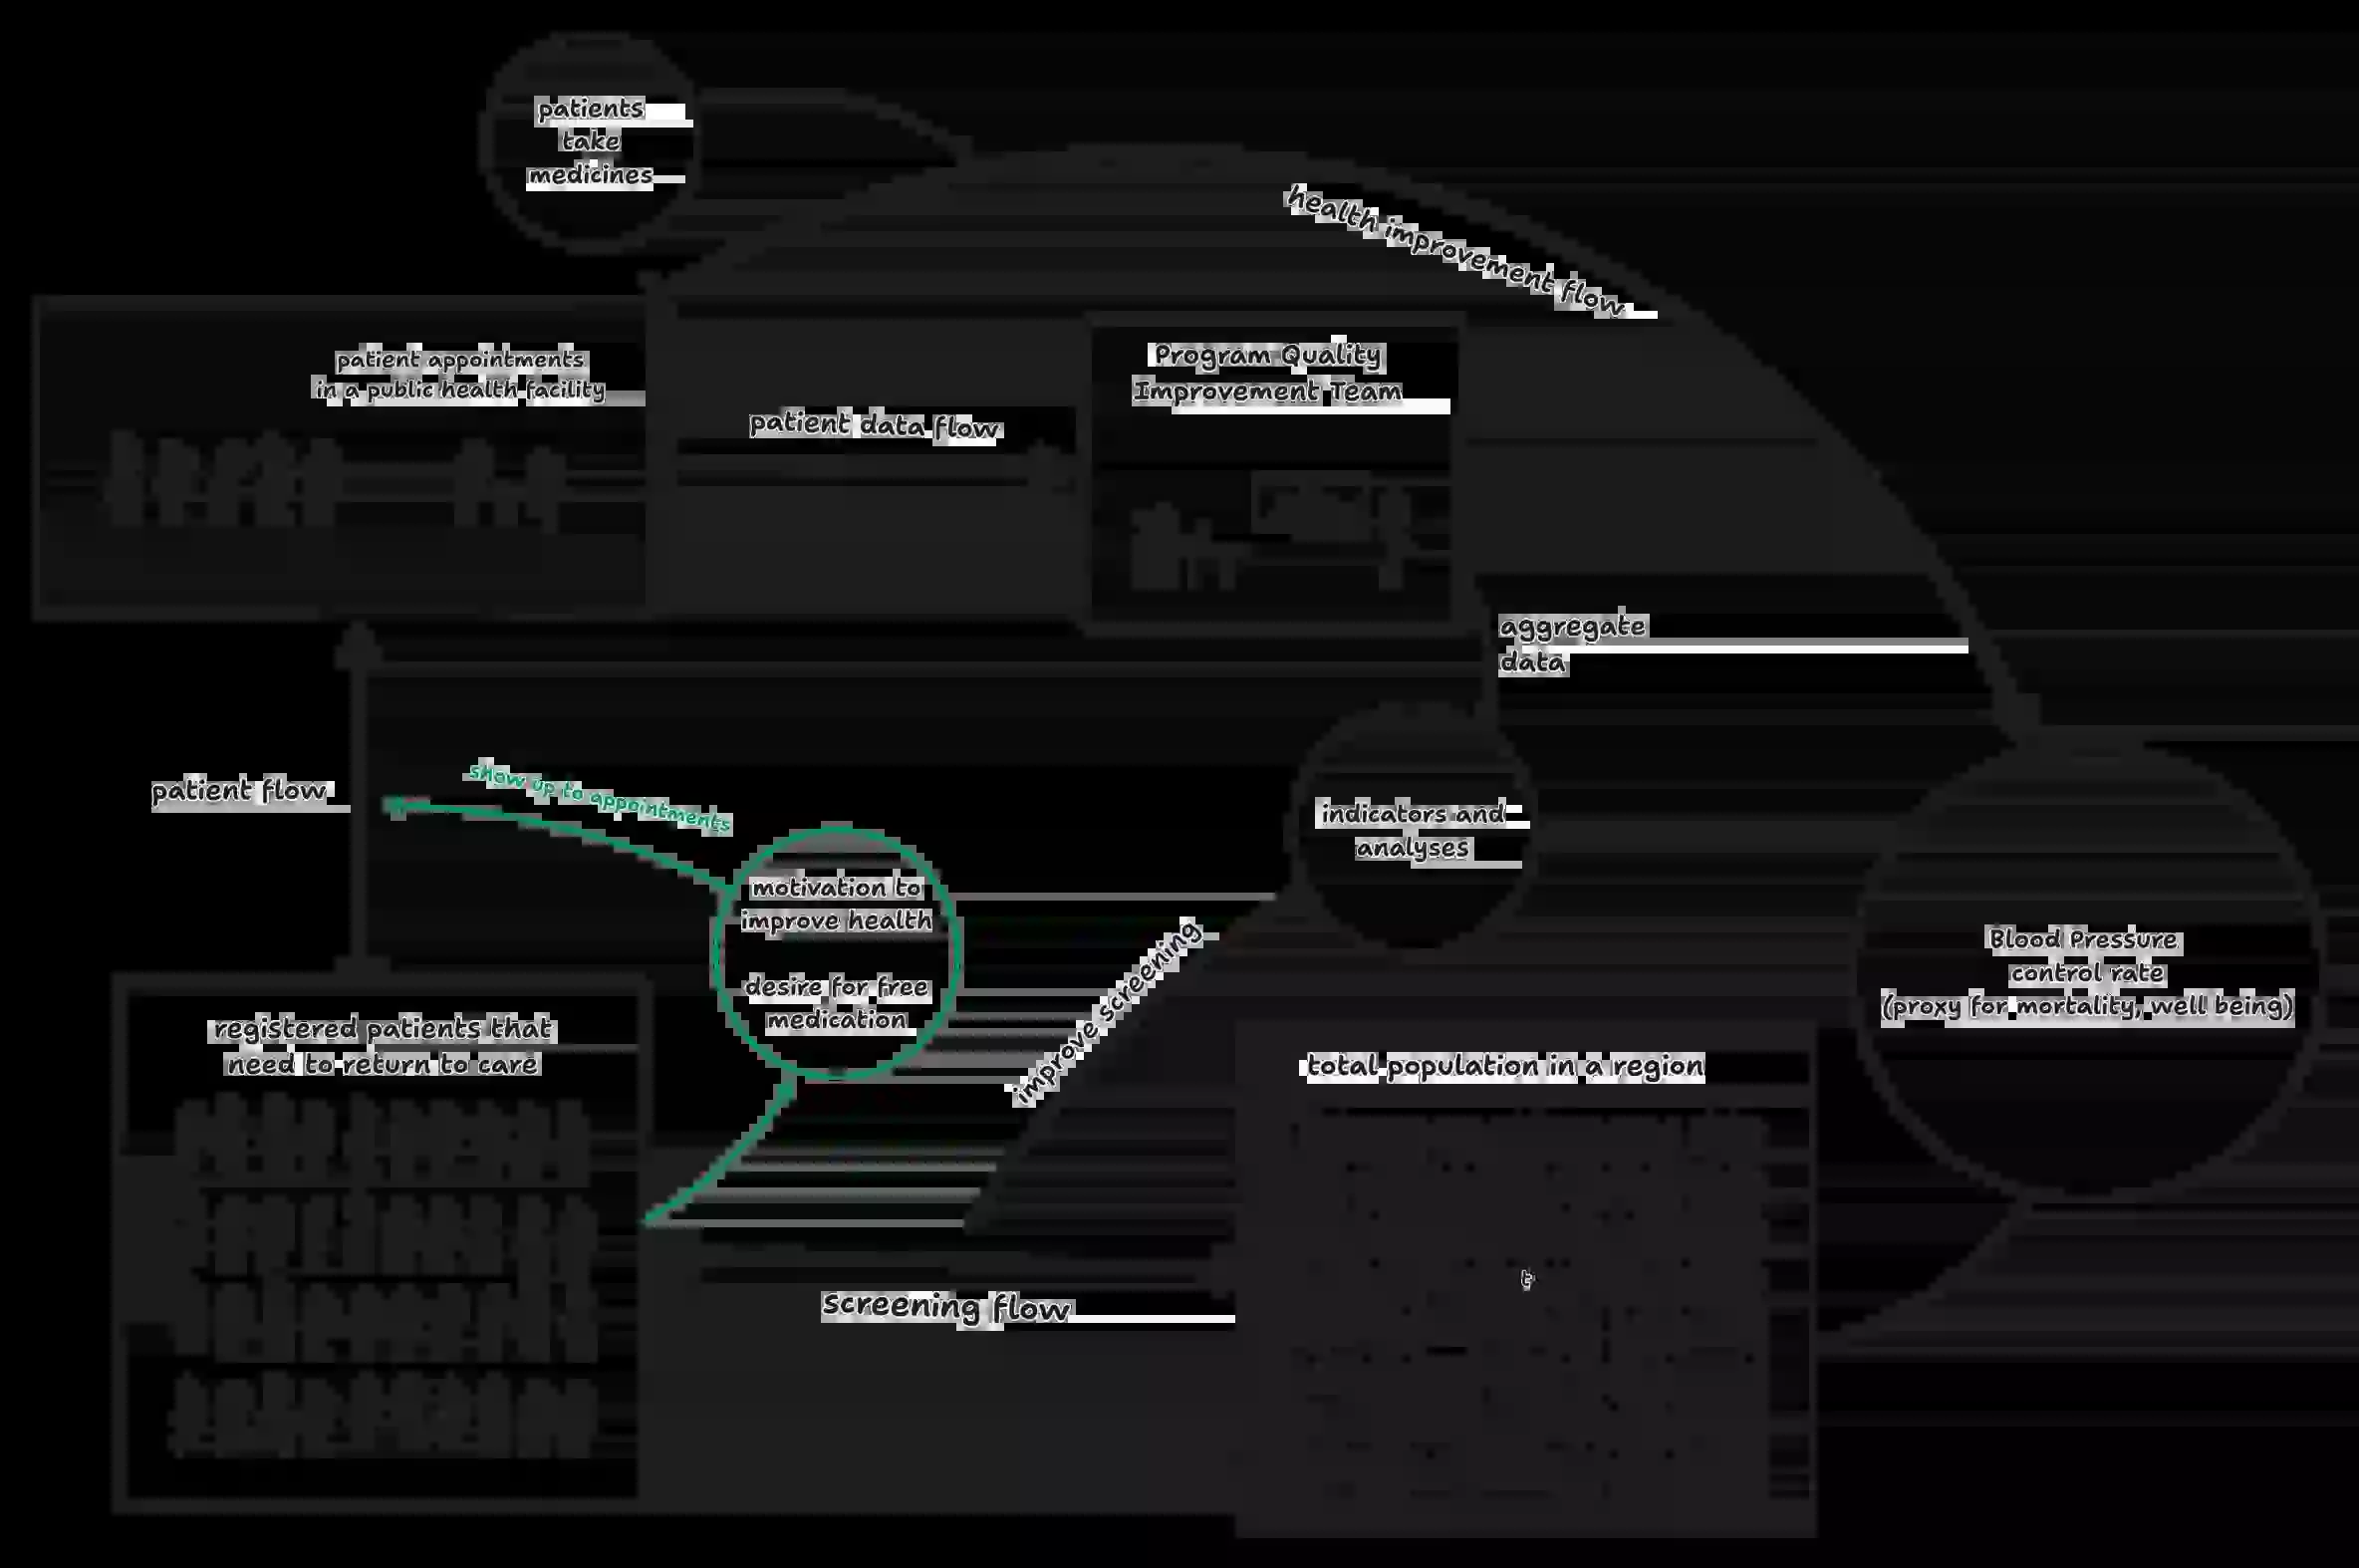 patients
take
medicines
health improvement flow
patient appointments
in a public health facility
Program Quality
Improvement Team
patient data flow
aggregate
data
patient flow
show up to appointments
indicators and
analyses
motivation to
improve health
desire for free
medication
improve screening
Blood Pressure
control rate
(proxy for mortality, well being)
registered patients that
need to return to care
total population in a region
screening flow
t